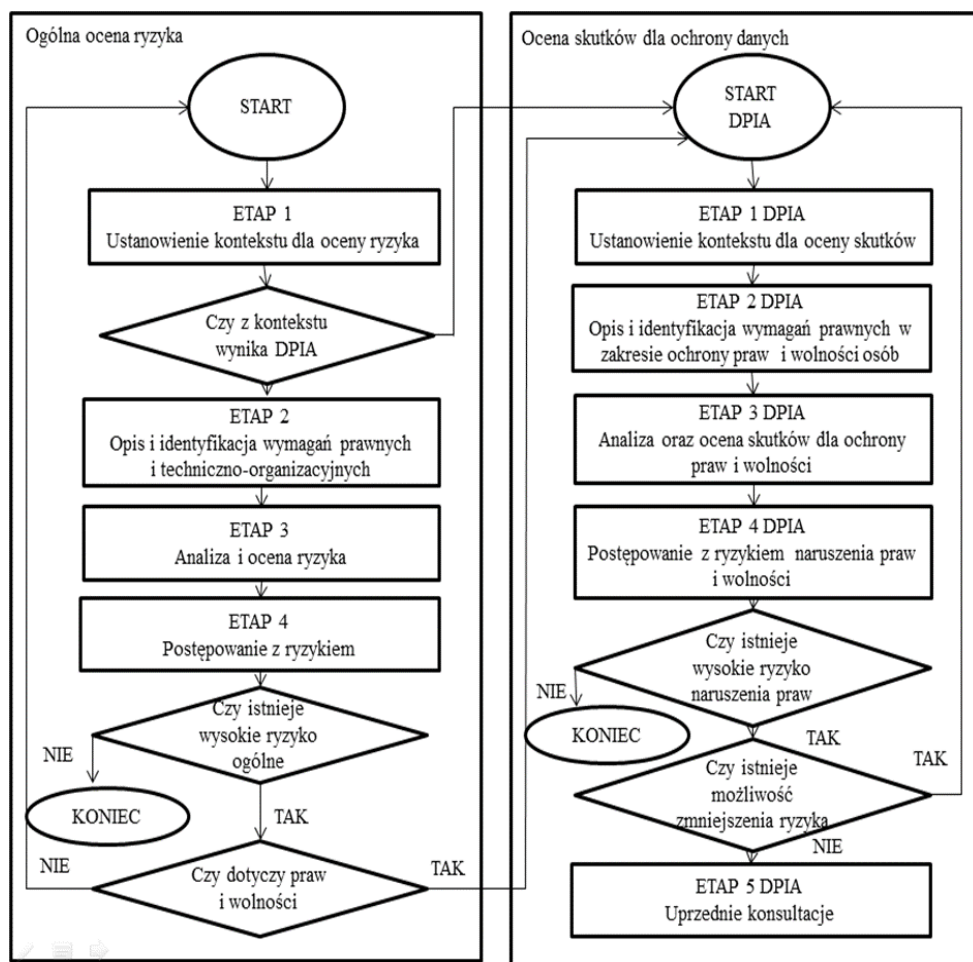 Ogólna ocena ryzyka
START
ETAP 1
Ustanowienie kontekstu dla oceny ryzyka
Czy z kontekstu
wynika DPIA
ETAP 2
Opis i identyfikacja wymagań prawnych
i techniczno-organizacyjnych
ETAP 3
Analiza i ocena ryzyka
ETAP 4
Postępowanie z ryzykiem
Czy istnieje
wysokie ryzyko
ogólne
NIE
KONIEC
TAK
NIE
Czy dotyczy praw
i wolności
TAK
Ocena skutków dla ochrony danych
START
DPIA
ETAP 1 DPIA
Ustanowienie kontekstu dla oceny skutków
ETAP 2 DPIA
Opis i identyfikacja wymagań prawnych w
zakresie ochrony praw i wolności osób
ETAP 3 DPIA
Analiza oraz ocena skutków dla ochrony
praw i wolności
ETAP 4 DPIA
Postępowanie z ryzykiem naruszenia praw
i wolności
Czy istnieje
wysokie ryzyko
naruszenia praw
NIE
KONIEC
TAK
Czy istnieje
możliwość
zmniejszenia ryzyka
TAK
NIE
ETAP 5 DPIA
Uprzednie konsultacje